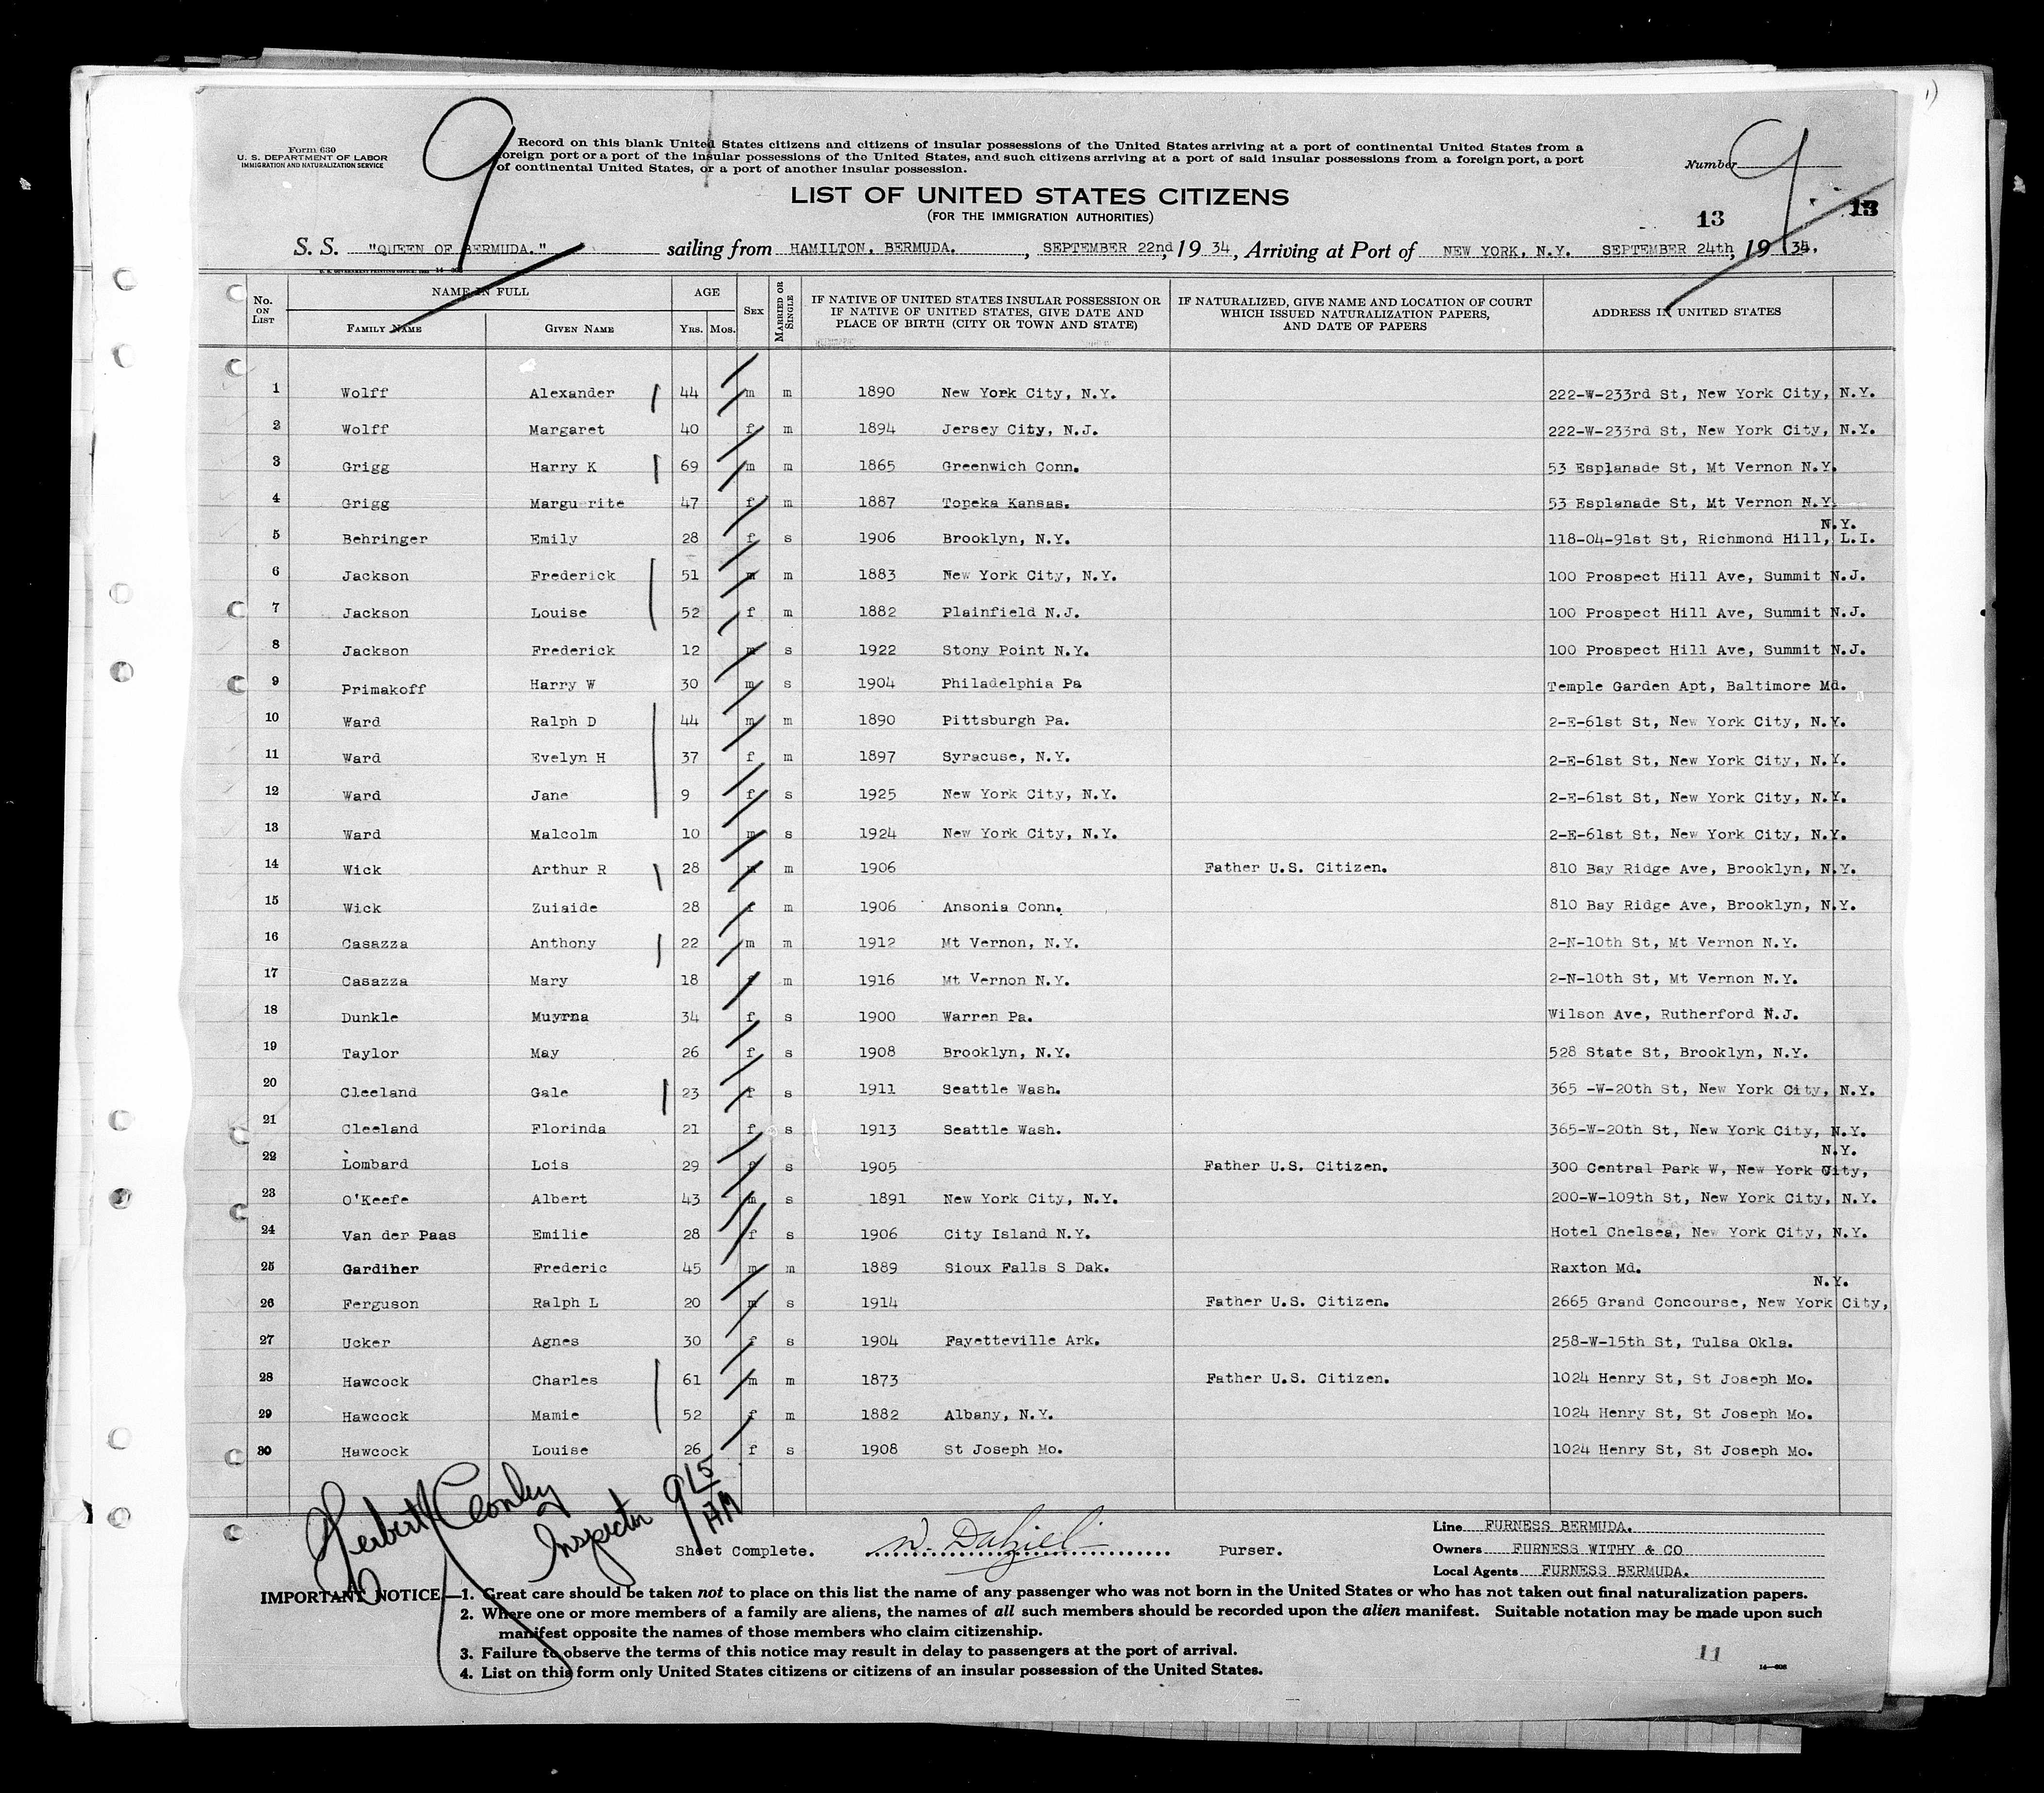 Form 630
U. S. DEPARTMENT OF LABOR
IMMIGRATION AND NATURALIZATION SERVICE
9
Record on this blank United States citizens and citizens of insular possessions of the United States arriving at a port of continental United States from a
foreign port or a port of the insular possessions of the United States, and such citizens arriving at a port of said insular possessions from a foreign port, a port
of continental United States, or a port of another insular possession.
Number 9
LIST OF UNITED STATES CITIZENS
(FOR THE IMMIGRATION AUTHORITIES)
13 13
S. S. "QUEEN OF BERMUDA." sailing from HAMILTON, BERMUDA. , SEPTEMBER 22nd, 19 34, Arriving at Port of NEW YORK, N.Y. SEPTEMBER 24th, 19 34.
No. ON LIST NAME IN FULL FAMILY NAME GIVEN NAME AGE YRS. MOS. SEX MARRIED OR SINGLE IF NATIVE OF UNITED STATES INSULAR POSSESSION OR IF NATIVE OF UNITED STATES, GIVE DATE AND PLACE OF BIRTH (CITY OR TOWN AND STATE) IF NATURALIZED, GIVE NAME AND LOCATION OF COURT WHICH ISSUED NATURALIZATION PAPERS, AND DATE OF PAPERS ADDRESS IN UNITED STATES
1 Wolff Alexander 44 m m 1890 New York City, N.Y. 222-W-233rd St, New York City, N.Y.
2 Wolff Margaret 40 f m 1894 Jersey City, N.J. 222-W-233rd St, New York City, N.Y.
3 Grigg Harry K 69 m m 1865 Greenwich Conn. 53 Esplanade St, Mt Vernon N.Y.
4 Grigg Marguerite 47 f m 1887 Topeka Kansas. 53 Esplanade St, Mt Vernon N.Y.
5 Behringer Emily 28 f s 1906 Brooklyn, N.Y. 118-04-91st St, Richmond Hill, L.I. N.Y.
6 Jackson Frederick 51 m m 1883 New York City, N.Y. 100 Prospect Hill Ave, Summit N.J.
7 Jackson Louise 52 f m 1882 Plainfield N.J. 100 Prospect Hill Ave, Summit N.J.
8 Jackson Frederick 12 m s 1922 Stony Point N.Y. 100 Prospect Hill Ave, Summit N.J.
9 Primakoff Harry W 30 m s 1904 Philadelphia Pa Temple Garden Apt, Baltimore Md.
10 Ward Ralph D 44 m m 1890 Pittsburgh Pa. 2-E-61st St, New York City, N.Y.
11 Ward Evelyn H 37 f m 1897 Syracuse, N.Y. 2-E-61st St, New York City, N.Y.
12 Ward Jane 9 f s 1925 New York City, N.Y. 2-E-61st St, New York City, N.Y.
13 Ward Malcolm 10 m s 1924 New York City, N.Y. 2-E-61st St, New York City, N.Y.
14 Wick Arthur R 28 m m 1906 Father U.S. Citizen. 810 Bay Ridge Ave, Brooklyn, N.Y.
15 Wick Zuiaide 28 f m 1906 Ansonia Conn. 810 Bay Ridge Ave, Brooklyn, N.Y.
16 Casazza Anthony 22 m m 1912 Mt Vernon, N.Y. 2-N-10th St, Mt Vernon N.Y.
17 Casazza Mary 18 f m 1916 Mt Vernon N.Y. 2-N-10th St, Mt Vernon N.Y.
18 Dunkle Muyrna 34 f s 1900 Warren Pa. Wilson Ave, Rutherford N.J.
19 Taylor May 26 f s 1908 Brooklyn, N.Y. 528 State St, Brooklyn, N.Y.
20 Cleeland Gale 23 f s 1911 Seattle Wash. 365 -W-20th St, New York City, N.Y.
21 Cleeland Florinda 21 f s 1913 Seattle Wash. 365-W-20th St, New York City, N.Y.
22 Lombard Lois 29 f s 1905 Father U.S. Citizen. 300 Central Park W, New York City, N.Y.
23 O'Keefe Albert 43 m s 1891 New York City, N.Y. 200-W-109th St, New York City, N.Y.
24 Van der Paas Emilie 28 f s 1906 City Island N.Y. Hotel Chelsea, New York City, N.Y.
25 Gardiher Frederic 45 m m 1889 Sioux Falls S Dak. Raxton Md.
26 Ferguson Ralph L 20 m s 1914 Father U.S. Citizen. 2665 Grand Concourse, New York City, N.Y.
27 Ucker Agnes 30 f s 1904 Fayetteville Ark. 258-W-15th St, Tulsa Okla.
28 Hawcock Charles 61 m m 1873 Father U.S. Citizen. 1024 Henry St, St Joseph Mo.
29 Hawcock Mamie 52 f m 1882 Albany, N.Y. 1024 Henry St, St Joseph Mo.
30 Hawcock Louise 26 f s 1908 St Joseph Mo. 1024 Henry St, St Joseph Mo.
Herbert Conley
Inspector 9 15 AM
Sheet Complete. W. Dalziel Purser.
Line FURNESS BERMUDA.
Owners FURNESS WITHY & CO
Local Agents FURNESS BERMUDA.
IMPORTANT NOTICE—1. Great care should be taken not to place on this list the name of any passenger who was not born in the United States or who has not taken out final naturalization papers.
2. Where one or more members of a family are aliens, the names of all such members should be recorded upon the alien manifest. Suitable notation may be made upon such
manifest opposite the names of those members who claim citizenship.
3. Failure to observe the terms of this notice may result in delay to passengers at the port of arrival.
4. List on this form only United States citizens or citizens of an insular possession of the United States.
11